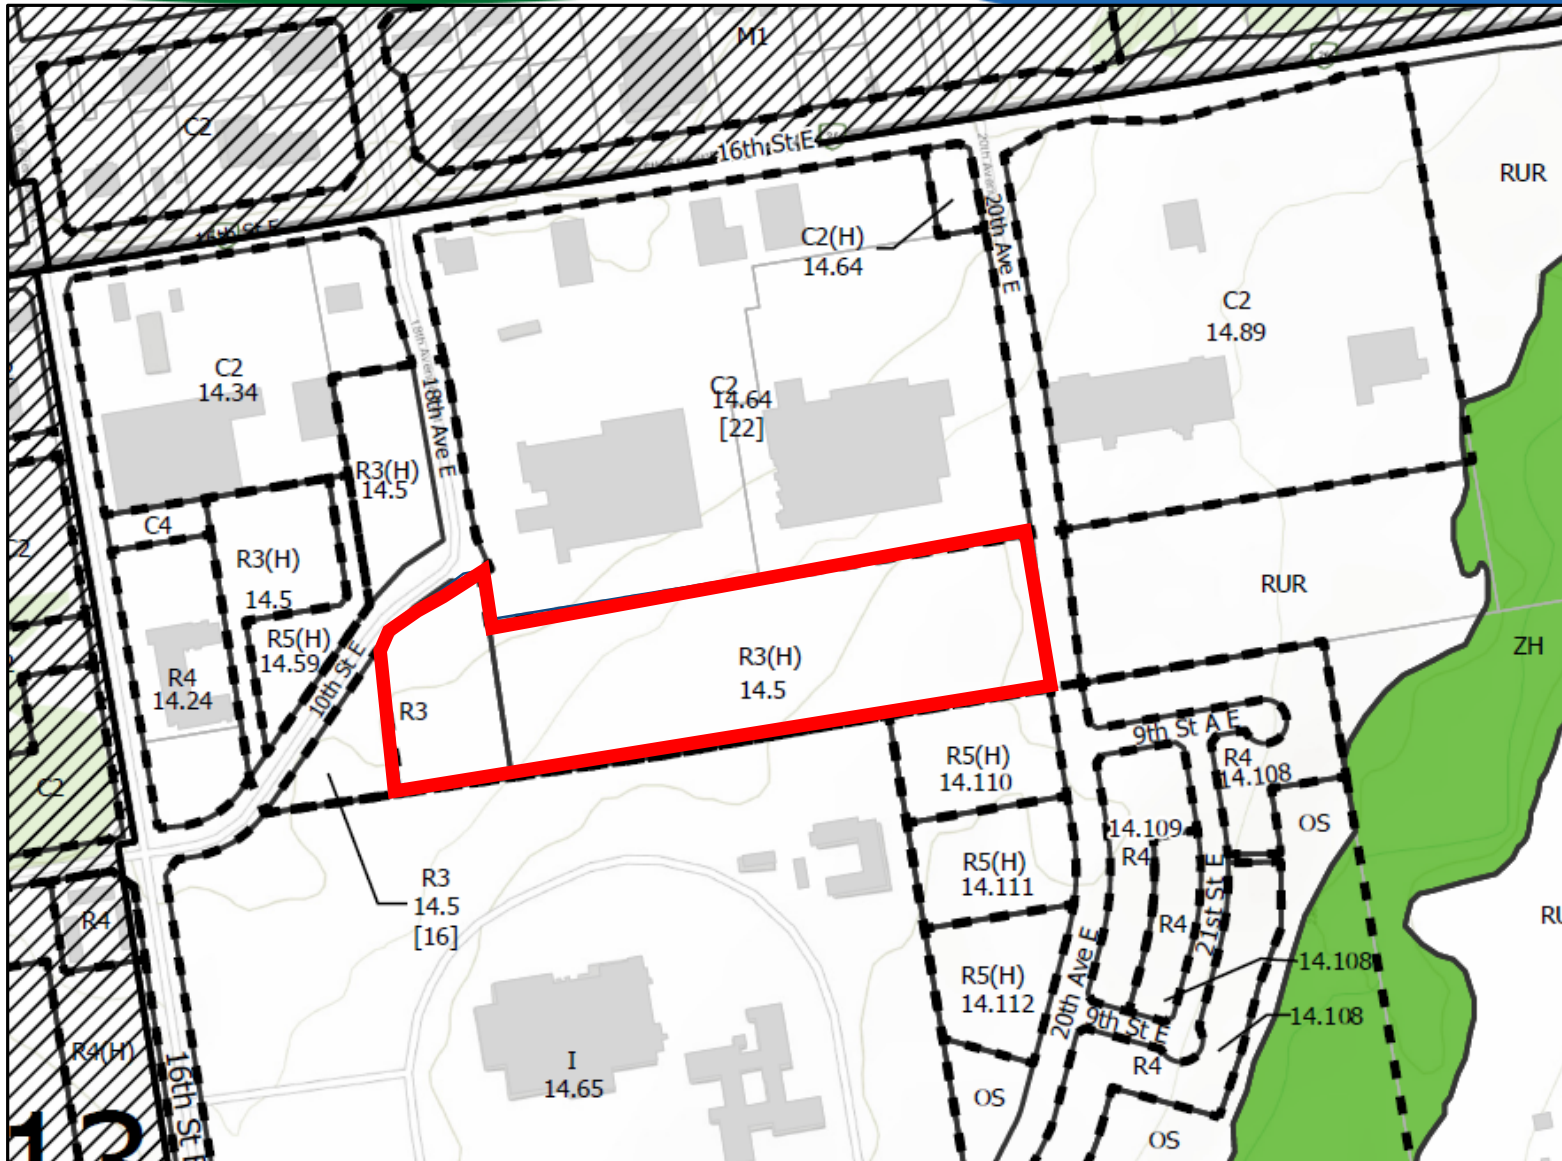 M1
C2
16th St E
20th Ave E
RUR
C2(H)
14.64
20th Ave E
C2
14.89
C2
14.34
18th Ave E
C2
14.64
[22]
R3(H)
14.5
C4
R3(H)
14.5
RUR
R5(H)
14.59
R4
14.24
10th St E
R3(H)
14.5
ZH
R3
9th St A E
R5(H)
14.110
R4
14.108
C2
OS
14.109
R4
R5(H)
14.111
R3
14.5
[16]
R4
R4
21st St E
14.108
R5(H)
14.112
20th Ave E
9th St E
14.108
R4(H)
16th St E
I
14.65
R4
OS
OS
13